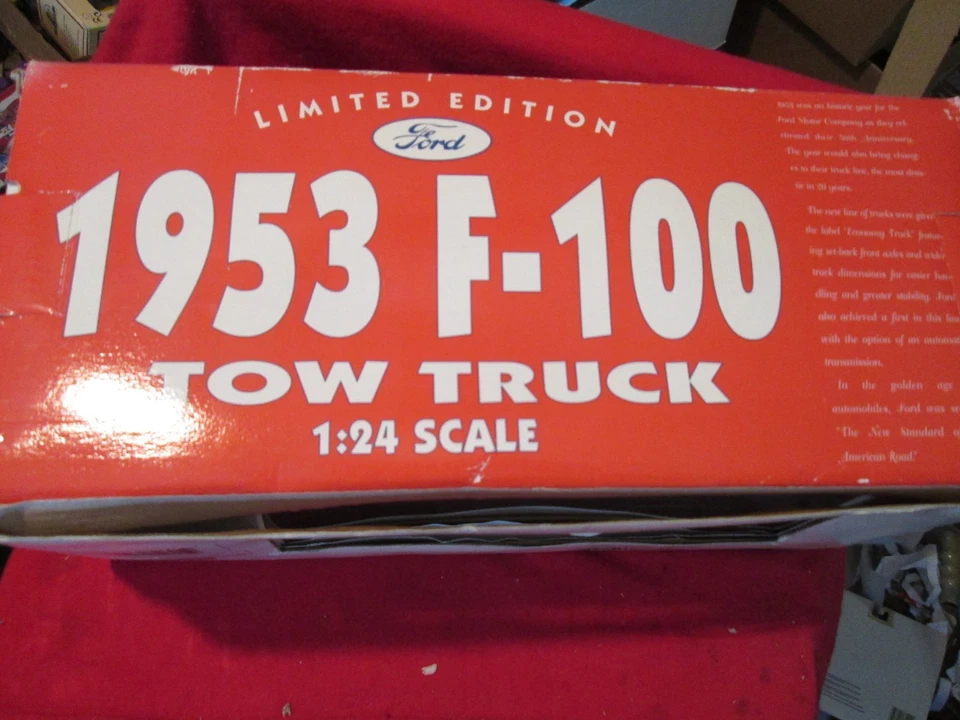 LIMITED EDITION
Ford
1953 F-100
TOW TRUCK
1:24 SCALE
1953 was an historic year for the
Ford Motor Company as they cel-
ebrated their 50th Anniversary.
The year would also bring chang-
es to their truck line, the most dras-
tic in 20 years.
The new line of trucks were given
the label "Economy Truck" featur-
ing set-back front axles and wider
truck dimensions for easier han-
dling and greater stability. Ford
also achieved a first in this line
with the option of an automat
transmission.
In the golden age
automobiles, Ford was
"The New Standard
American Road."